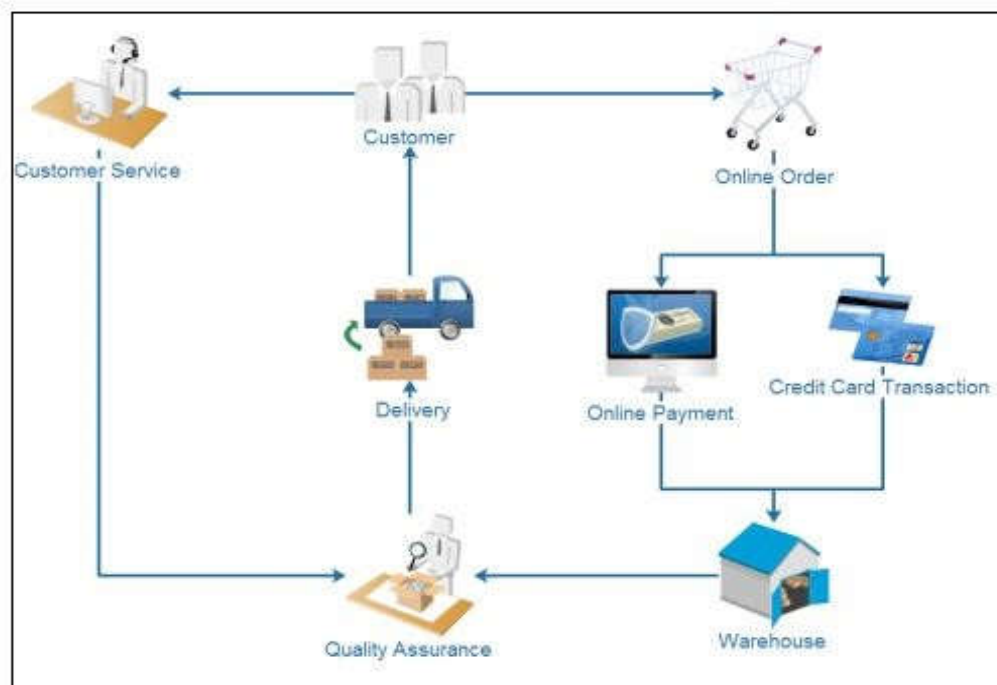 Customer
Customer Service
Online Order
Delivery
Online Payment
Credit Card Transaction
Quality Assurance
Warehouse